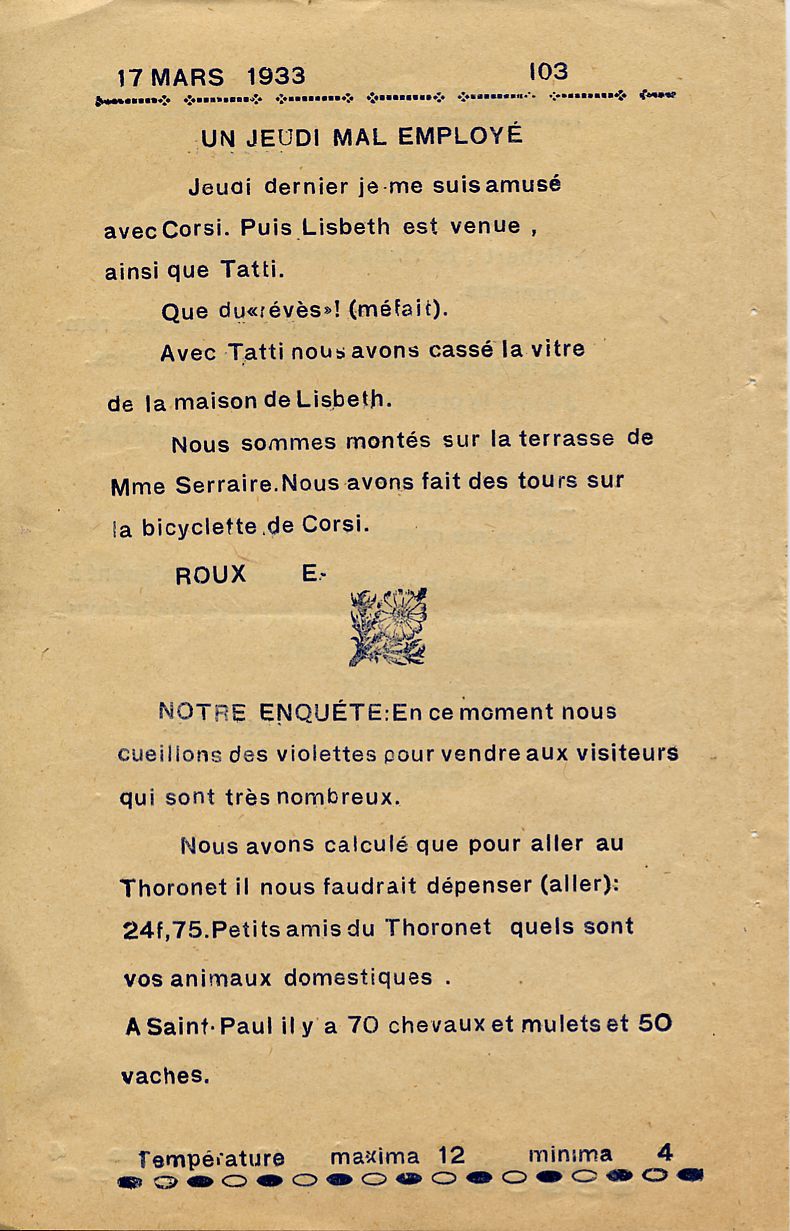 17 MARS 1933 103
UN JEUDI MAL EMPLOYÉ
Jeudi dernier je me suis amusé
avec Corsi. Puis Lisbeth est venue ,
ainsi que Tatti.
Que du «révès»! (méfait).
Avec Tatti nous avons cassé la vitre
de la maison de Lisbeth.
Nous sommes montés sur la terrasse de
Mme Serraire. Nous avons fait des tours sur
la bicyclette de Corsi.
ROUX E.-
NOTRE ENQUÉTE: En ce moment nous
cueillons des violettes pour vendre aux visiteurs
qui sont très nombreux.
Nous avons calculé que pour aller au
Thoronet il nous faudrait dépenser (aller):
24f,75. Petits amis du Thoronet quels sont
vos animaux domestiques .
A Saint-Paul il y a 70 chevaux et mulets et 50
vaches.
Température maxima 12 minima 4